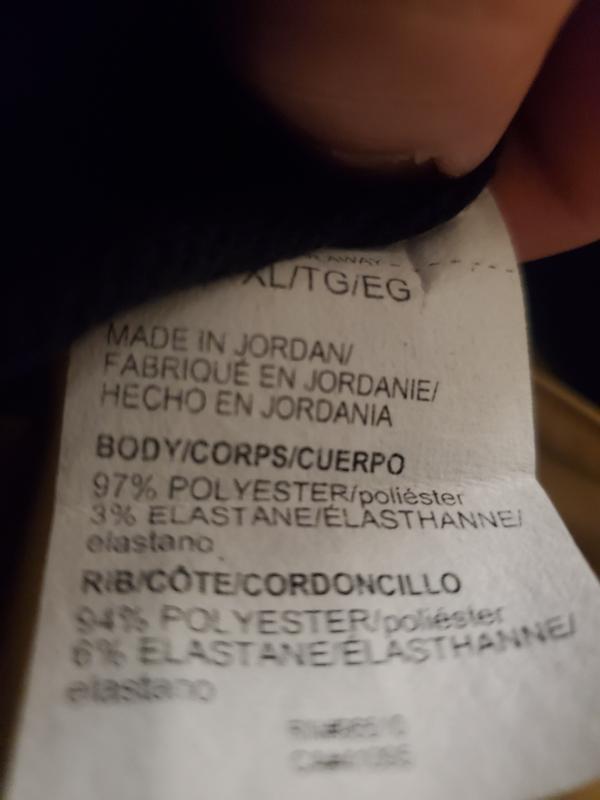 AWAY
XL/TG/EG
MADE IN JORDAN/
FABRIQUÉ EN JORDANIE/
HECHO EN JORDANIA
BODY/CORPS/CUERPO
97% POLYESTER/poliéster
3% ELASTANE/ÉLASTHANNE/
elastano
RIB/CÔTE/CORDONCILLO
94% POLYESTER/poliéster
6% ELASTANE/ÉLASTHANNE/
elastano